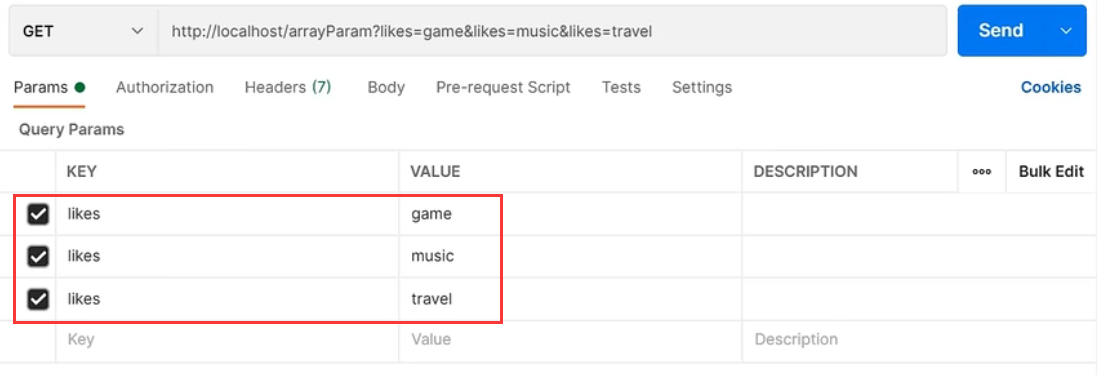 GET http://localhost/arrayParam?likes=game&likes=music&likes=travel Send
Params Authorization Headers (7) Body Pre-request Script Tests Settings Cookies
Query Params
KEY VALUE DESCRIPTION ooo Bulk Edit
likes game
likes music
likes travel
Key Value Description